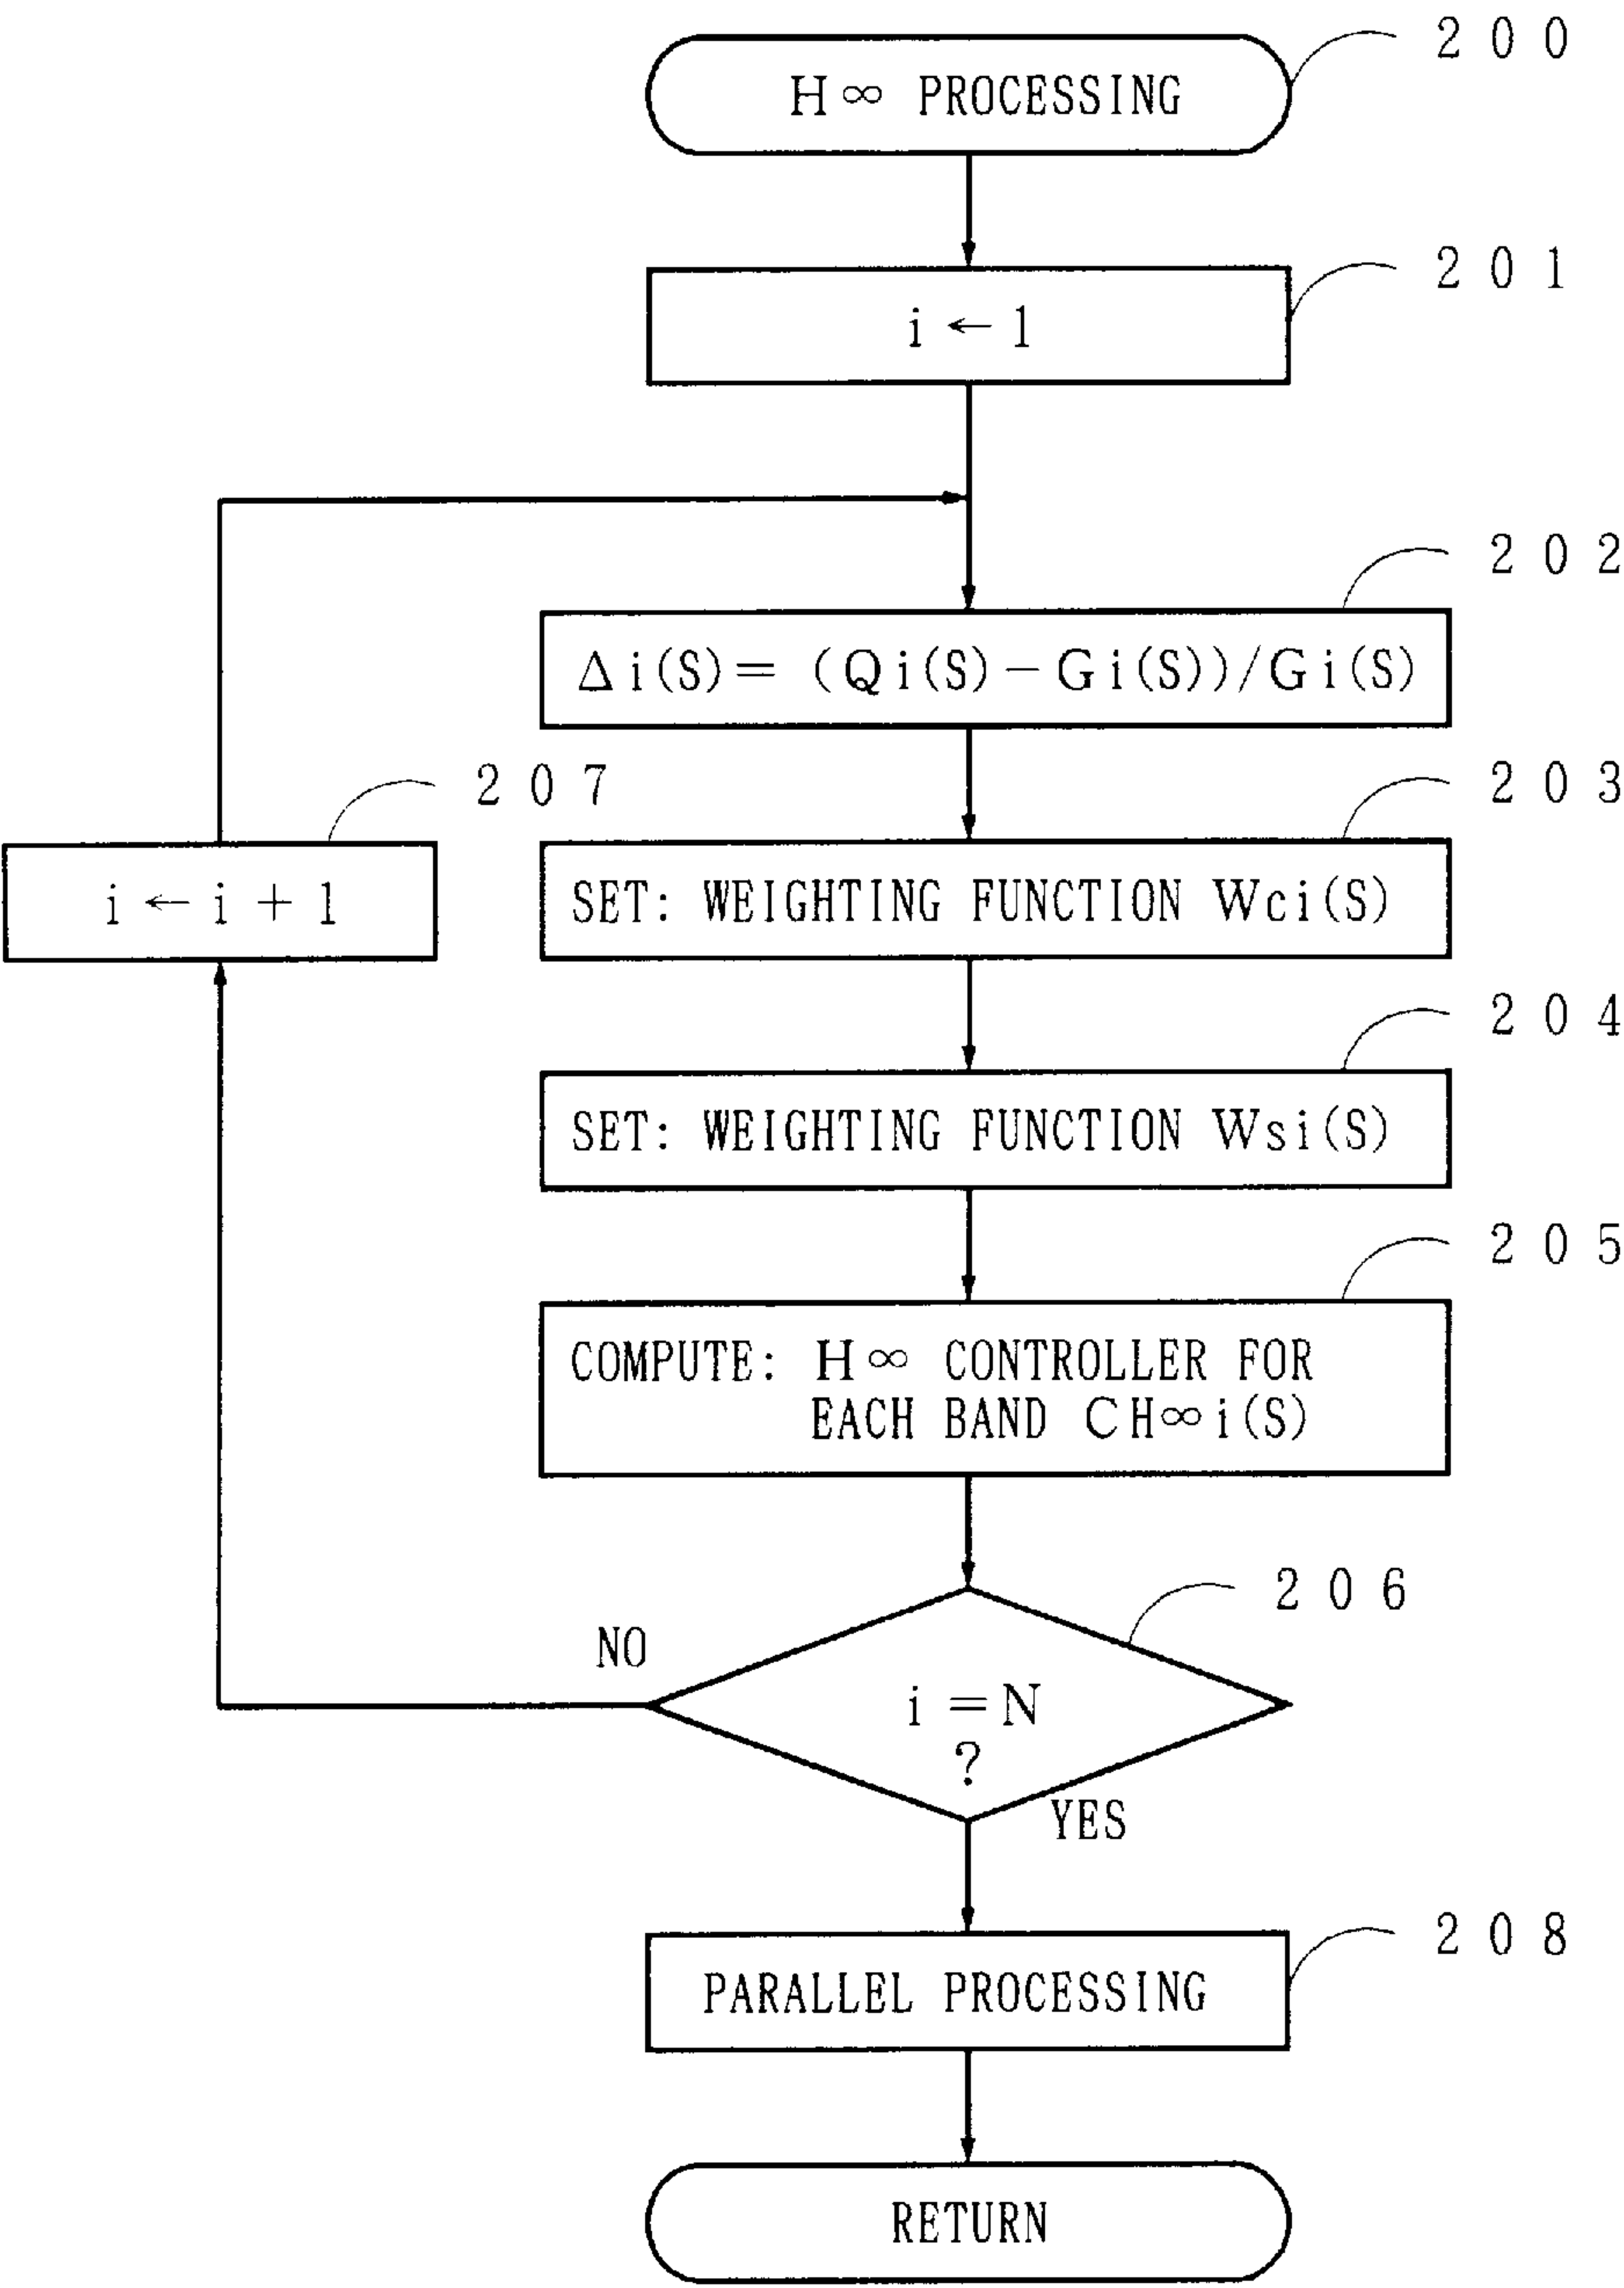 200
H∞ PROCESSING
201
i ← 1
202
Δi(S) = (Qi(S) − Gi(S))/Gi(S)
207
203
i ← i + 1
SET: WEIGHTING FUNCTION Wci(S)
204
SET: WEIGHTING FUNCTION Wsi(S)
205
COMPUTE: H∞ CONTROLLER FOR
EACH BAND CH∞i(S)
206
NO
i = N
?
YES
208
PARALLEL PROCESSING
RETURN